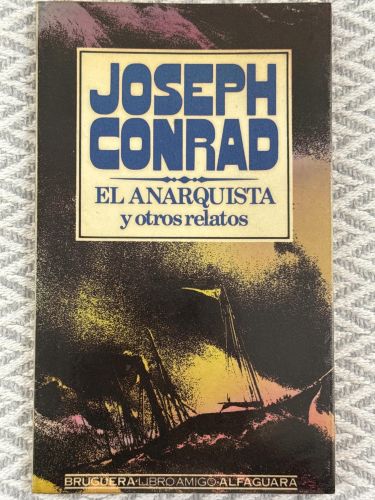 JOSEPH
CONRAD
EL ANARQUISTA
y otros relatos
BRUGUERA·LIBRO AMIGO·ALFAGUARA